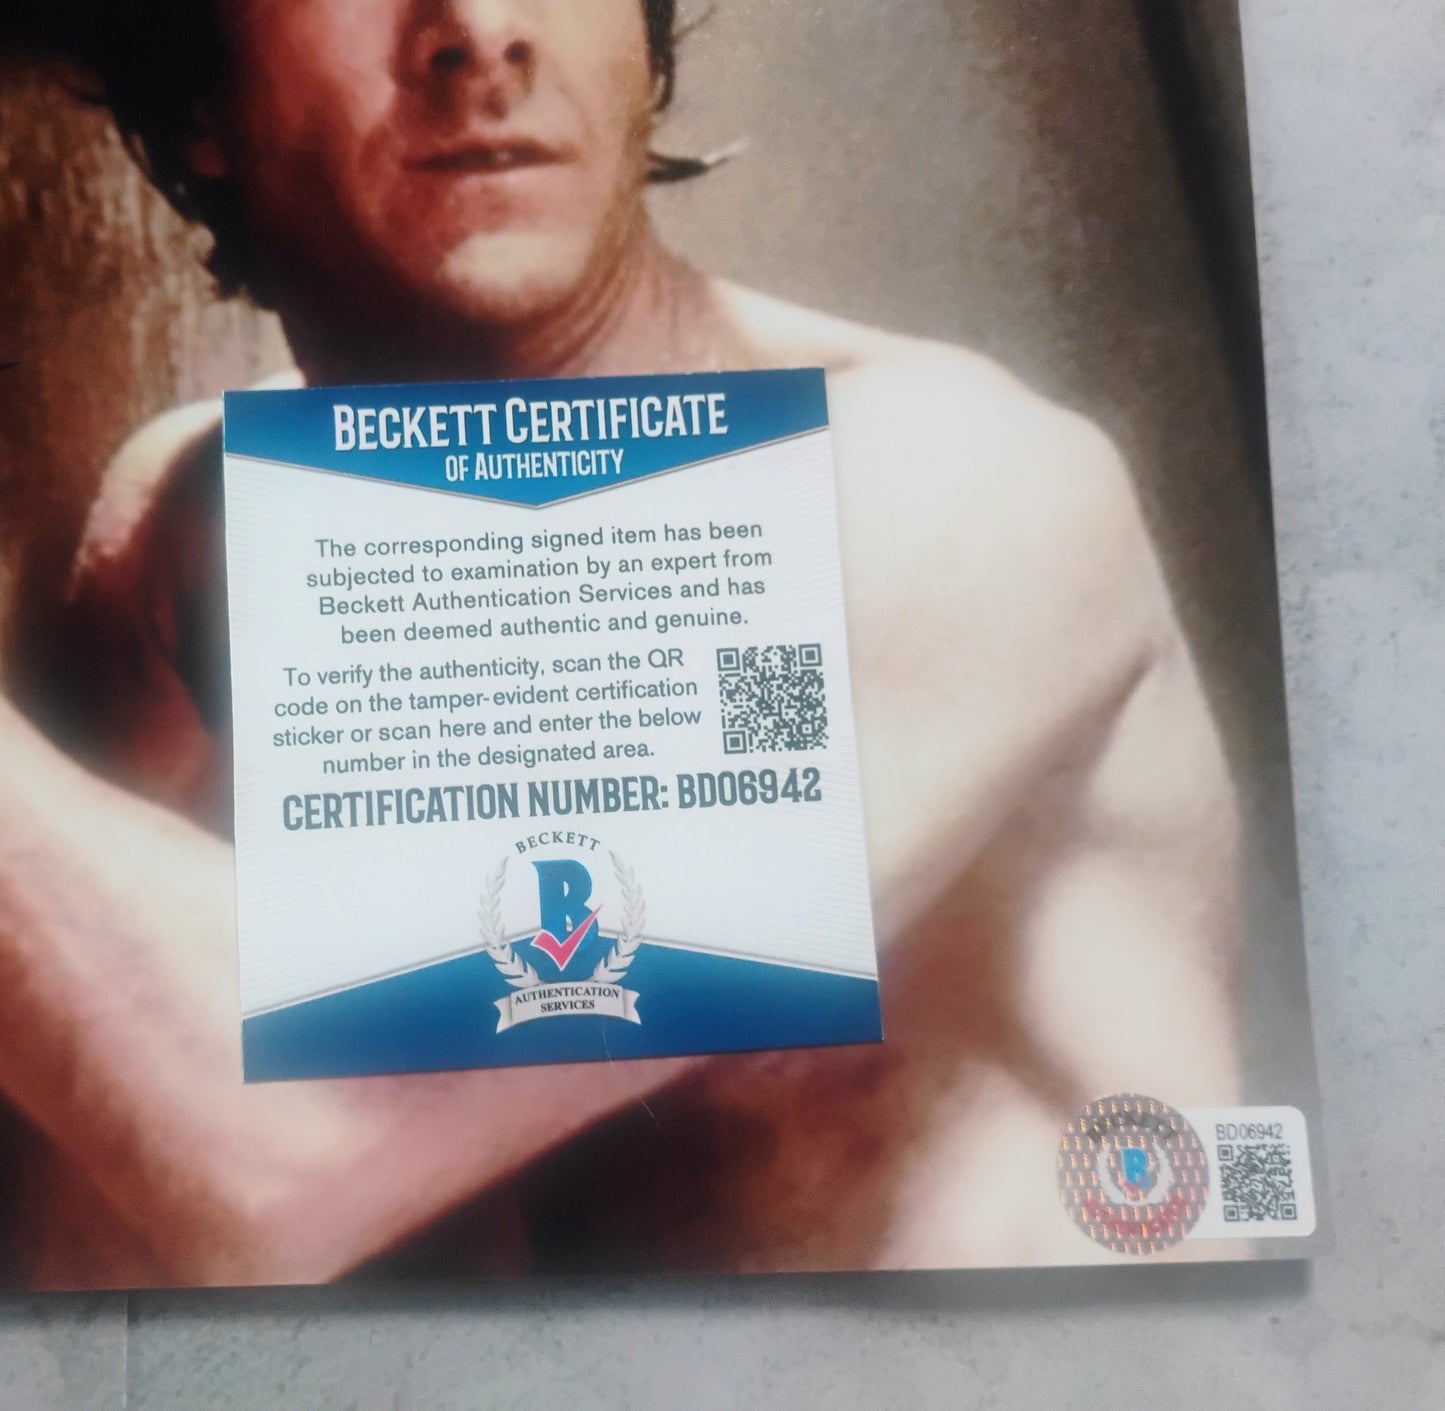 BECKETT CERTIFICATE
OF AUTHENTICITY
The corresponding signed item has been
subjected to examination by an expert from
Beckett Authentication Services and has
been deemed authentic and genuine.
To verify the authenticity, scan the QR
code on the tamper-evident certification
sticker or scan here and enter the below
number in the designated area.
CERTIFICATION NUMBER: BD06942
BECKETT
B
AUTHENTICATION
SERVICES
BECKETT
B
BD06942